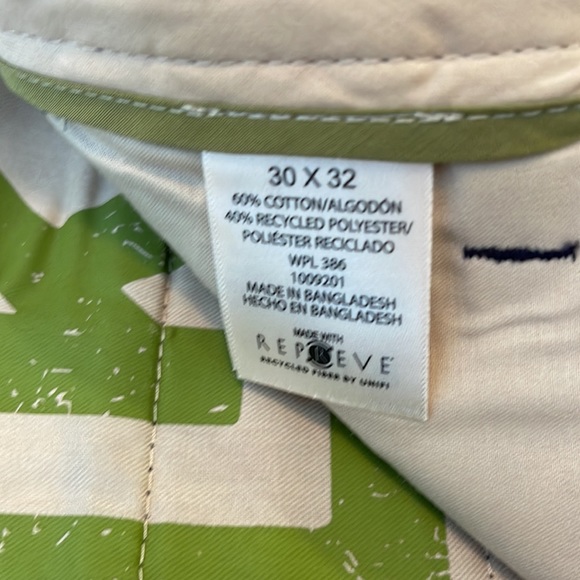 30 X 32
60% COTTON/ALGODÓN
40% RECYCLED POLYESTER/
POLIÉSTER RECICLADO
WPL 386
1009201
MADE IN BANGLADESH
HECHO EN BANGLADESH
MADE WITH
REPREVE
RECYCLED FIBER BY UNIFI